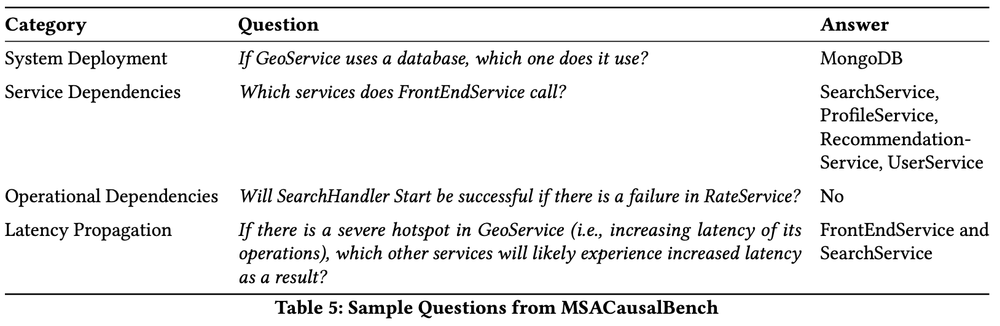 Category Question Answer
System Deployment If GeoService uses a database, which one does it use? MongoDB
Service Dependencies Which services does FrontEndService call? SearchService,
ProfileService,
Recommendation-
Service, UserService
Operational Dependencies Will SearchHandler Start be successful if there is a failure in RateService? No
Latency Propagation If there is a severe hotspot in GeoService (i.e., increasing latency of its FrontEndService and
operations), which other services will likely experience increased latency SearchService
as a result?
Table 5: Sample Questions from MSACausalBench